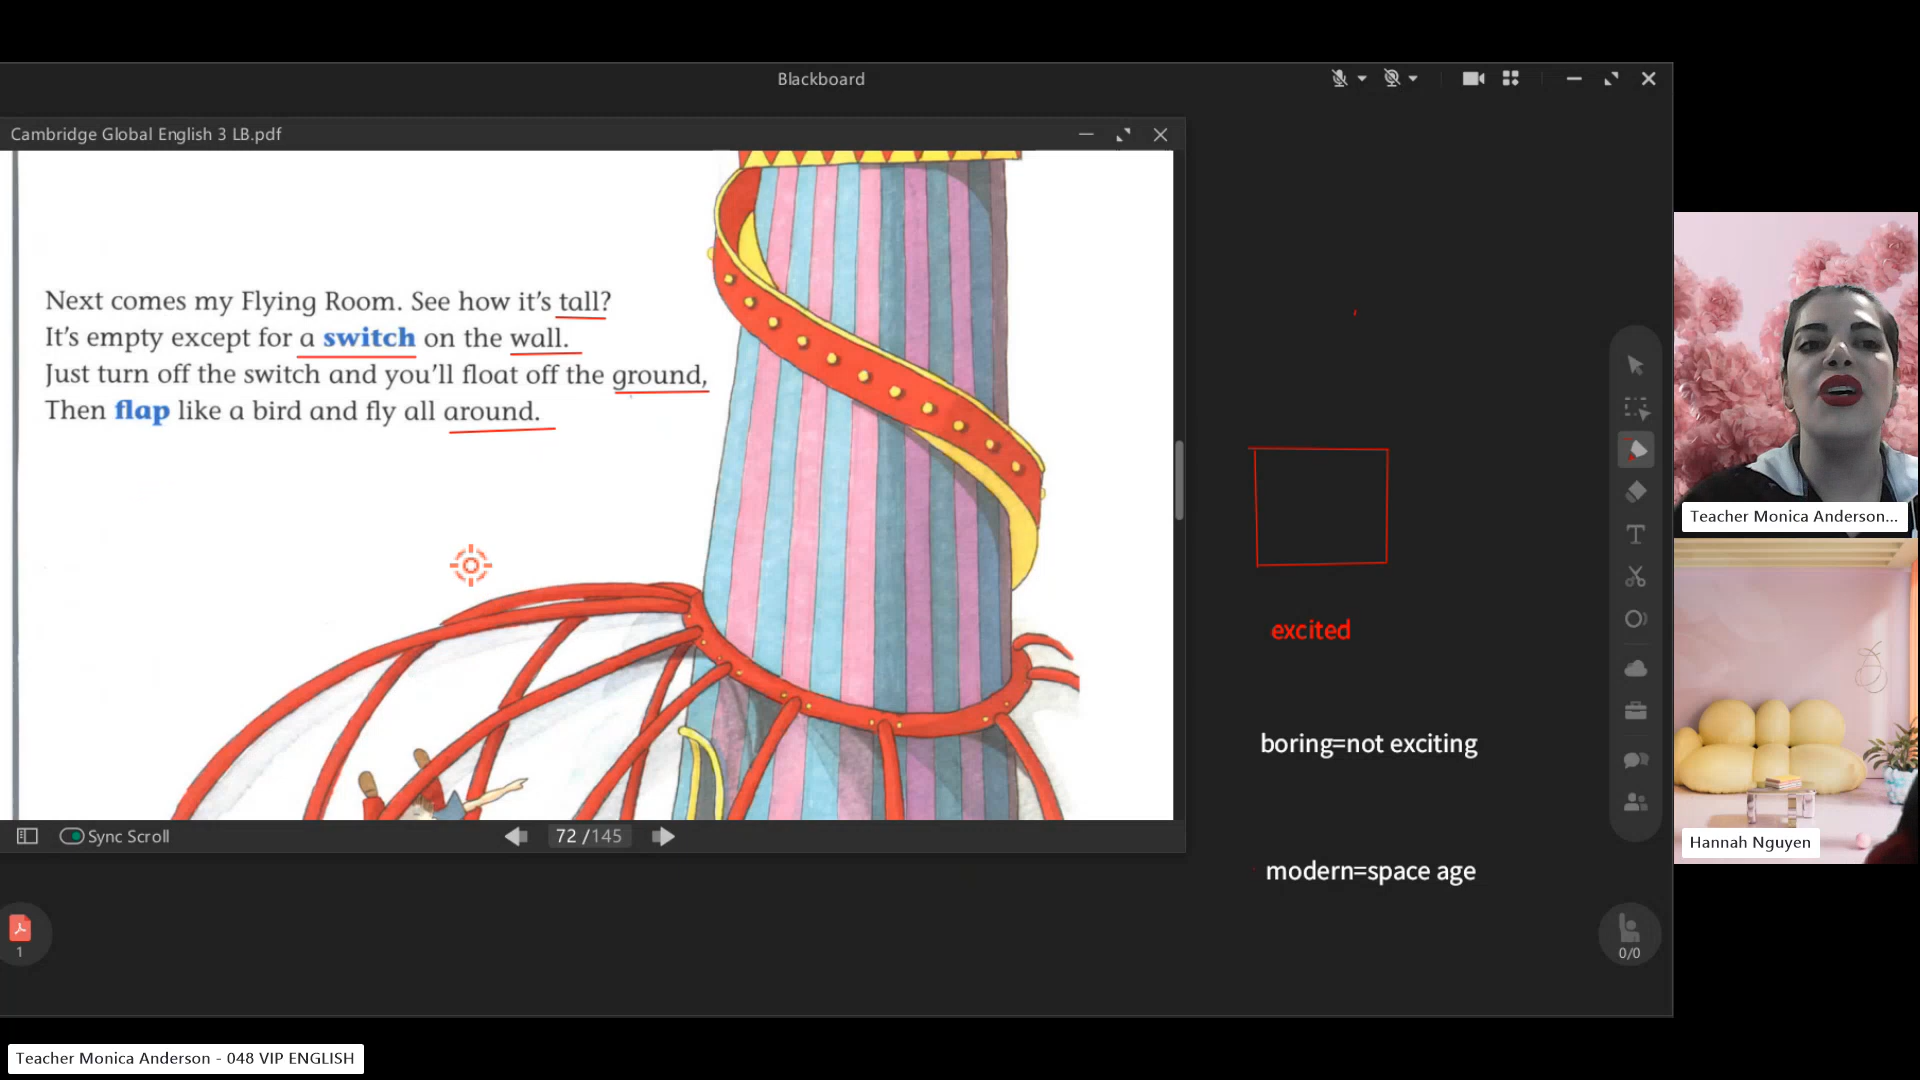 Blackboard
Cambridge Global English 3 LB.pdf
Next comes my Flying Room. See how it's tall?
It's empty except for a switch on the wall.
Just turn off the switch and you'll float off the ground,
Then flap like a bird and fly all around.
excited
boring=not exciting
modern=space age
Sync Scroll
72 /145
1
0/0
Teacher Monica Anderson...
Hannah Nguyen
Teacher Monica Anderson - 048 VIP ENGLISH